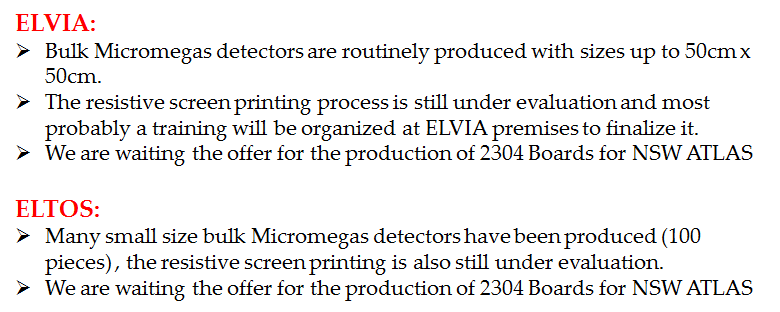 ELVIA:
➢ Bulk Micromegas detectors are routinely produced with sizes up to 50cm x
50cm.
➢ The resistive screen printing process is still under evaluation and most
probably a training will be organized at ELVIA premises to finalize it.
➢ We are waiting the offer for the production of 2304 Boards for NSW ATLAS
ELTOS:
➢ Many small size bulk Micromegas detectors have been produced (100
pieces), the resistive screen printing is also still under evaluation.
➢ We are waiting the offer for the production of 2304 Boards for NSW ATLAS